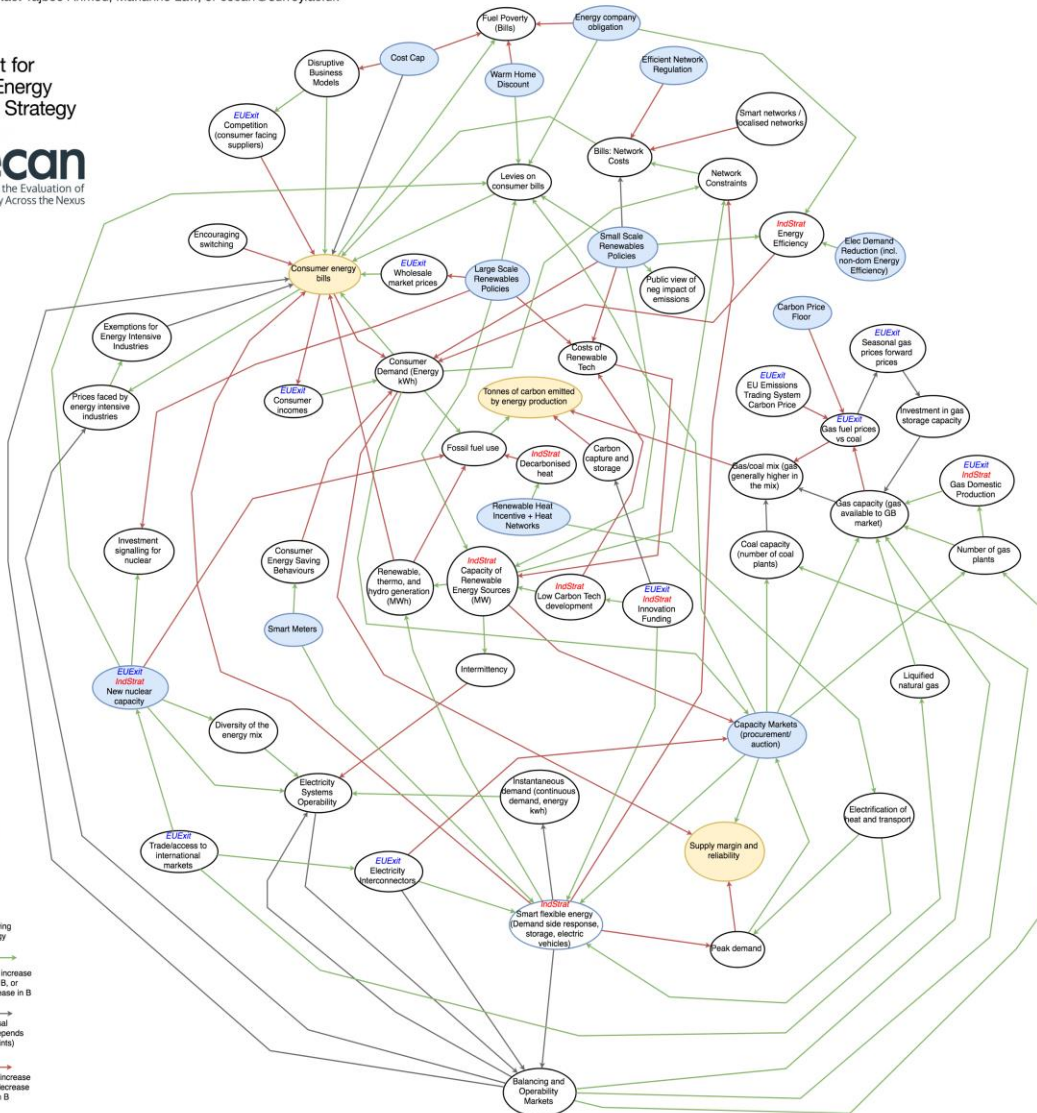 t for
Energy
Strategy
ecan
the Evaluation of
y Across the Nexus
Fuel Poverty
(Bills)
Energy company
obligation
Cost Cap
Disruptive
Business
Models
Warm Home
Discount
Efficient Network
Regulation
EUExit
Competition
(consumer facing
suppliers)
Smart networks /
localised networks
Bills: Network
Costs
Network
Constraints
Levies on
consumer bills
Encouraging
switching
IndStrat
Energy
Efficiency
Elec Demand
Reduction (incl.
non-dom Energy
Efficiency)
Small Scale
Renewables
Policies
Consumer energy
bills
EUExit
Wholesale
market prices
Large Scale
Renewables
Policies
Public view of
neg impact of
emissions
Carbon Price
Floor
Exemptions for
Energy Intensive
Industries
EUExit
Seasonal gas
prices forward
prices
Consumer
Demand (Energy
kWh)
Costs of
Renewable
Tech
EUExit
EU Emissions
Trading System
Carbon Price
Prices faced by
energy intensive
industries
EUExit
Consumer
incomes
Tonnes of carbon emitted
by energy production
Investment in gas
storage capacity
EUExit
Gas fuel prices
vs coal
Fossil fuel use
IndStrat
Decarbonised
heat
Carbon
capture and
storage
Gas/coal mix (gas
generally higher in
the mix)
EUExit
IndStrat
Gas Domestic
Production
Renewable Heat
Incentive + Heat
Networks
Gas capacity (gas
available to GB
market)
Investment
signalling for
nuclear
Consumer
Energy Saving
Behaviours
Renewable,
thermo, and
hydro generation
(MWh)
IndStrat
Capacity of
Renewable
Energy Sources
(MW)
IndStrat
Low Carbon Tech
development
EUExit
IndStrat
Innovation
Funding
Coal capacity
(number of coal
plants)
Number of gas
plants
Smart Meters
Intermittency
Liquified
natural gas
EUExit
IndStrat
New nuclear
capacity
Diversity of the
energy mix
Capacity Markets
(procurement/
auction)
Electricity
Systems
Operability
Instantaneous
demand (continuous
demand, energy
kwh)
Electrification of
heat and transport
EUExit
Trade/access to
international
markets
EUExit
Electricity
Interconnectors
Supply margin and
reliability
IndStrat
Smart flexible energy
(Demand side response,
storage, electric
vehicles)
Peak demand
increase
B, or
ease in B
increase
B
Balancing and
Operability
Markets